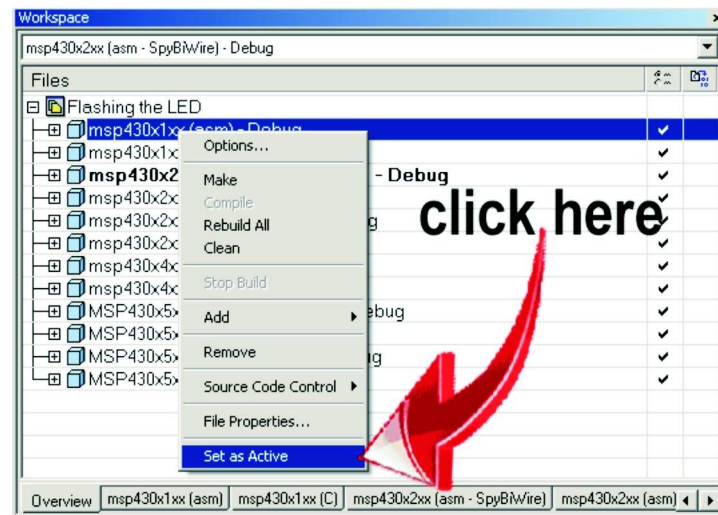 Workspace
msp430x2xx (asm - SpyBiWire) - Debug
Files
Flashing the LED
msp430x1xx (asm) - Debug
msp430x1x
msp430x2 - Debug
msp430x2x
msp430x2x g
msp430x2x
msp430x4x
msp430x4x
MSP430x5x ebug
MSP430x5x
MSP430x5x g
MSP430x5x
Options...
Make
Compile
Rebuild All
Clean
Stop Build
Add
Remove
Source Code Control
File Properties...
Set as Active
click here
Overview msp430x1xx (asm) msp430x1xx (C) msp430x2xx (asm - SpyBiWire) msp430x2xx (asm)